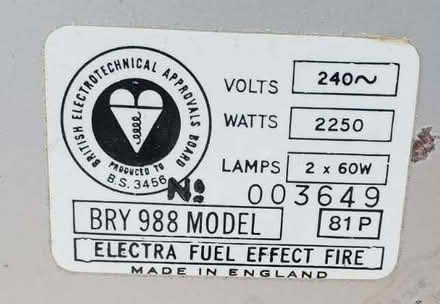 BRITISH ELECTROTECHNICAL APPROVALS BOARD
PRODUCED TO
B.S. 3456
VOLTS 240~
WATTS 2250
LAMPS 2 x 60W
No. 003649
BRY 988 MODEL 81P
ELECTRA FUEL EFFECT FIRE
MADE IN ENGLAND